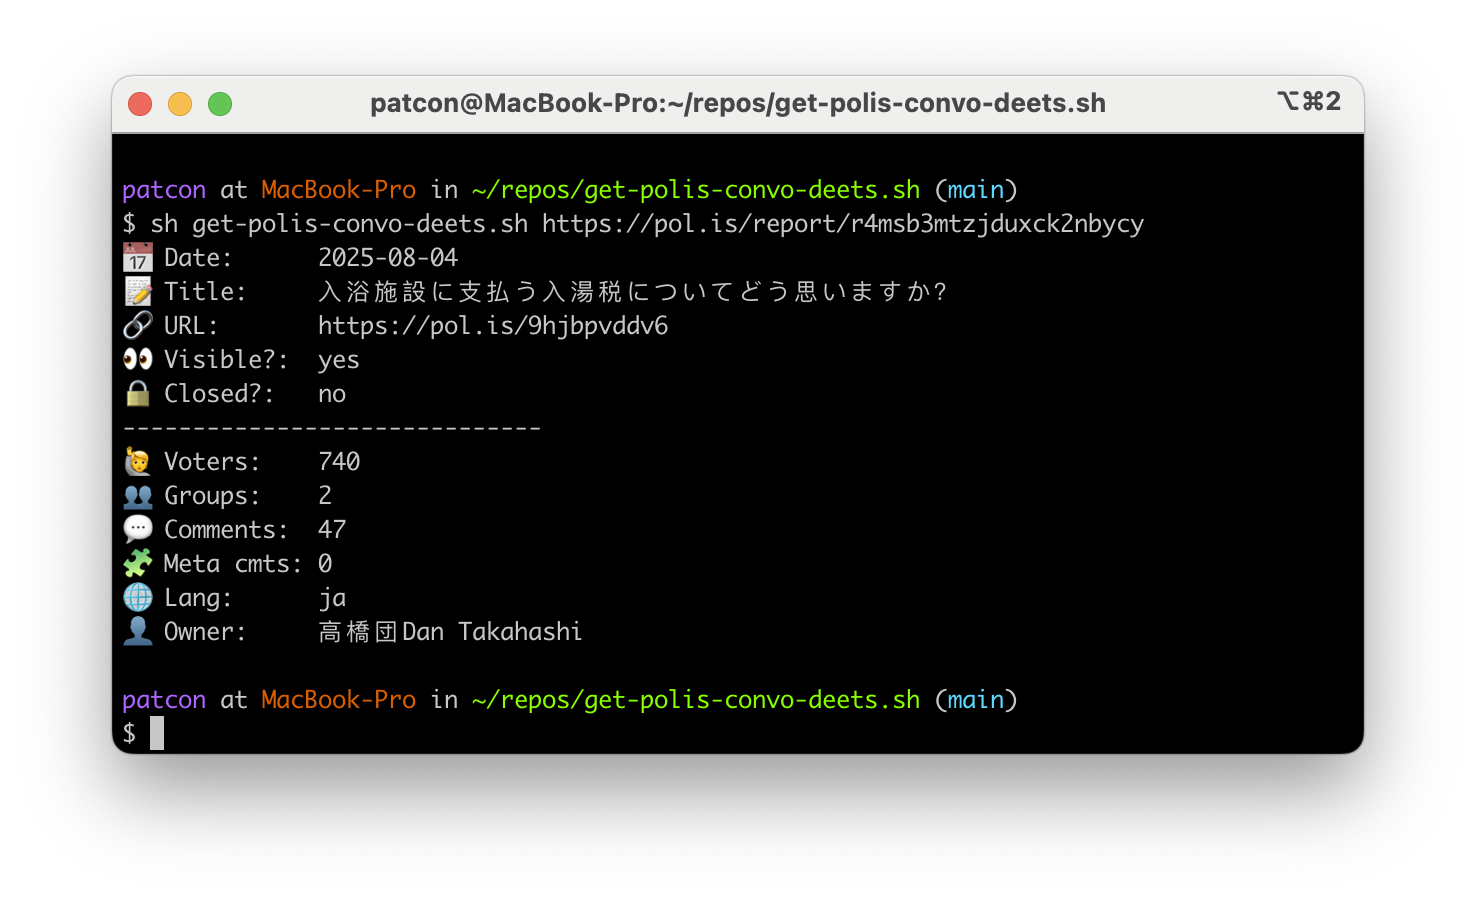 patcon@MacBook-Pro:~/repos/get-polis-convo-deets.sh ⌥⌘2
patcon at MacBook-Pro in ~/repos/get-polis-convo-deets.sh (main)
$ sh get-polis-convo-deets.sh https://pol.is/report/r4msb3mtzjduxck2nbycy
📅 Date: 2025-08-04
📝 Title: 入浴施設に支払う入湯税についてどう思いますか?
🔗 URL: https://pol.is/9hjbpvddv6
👀 Visible?: yes
🔒 Closed?: no
------------------------------
🙋 Voters: 740
👥 Groups: 2
💬 Comments: 47
🧩 Meta cmts: 0
🌐 Lang: ja
👤 Owner: 高橋団Dan Takahashi
patcon at MacBook-Pro in ~/repos/get-polis-convo-deets.sh (main)
$